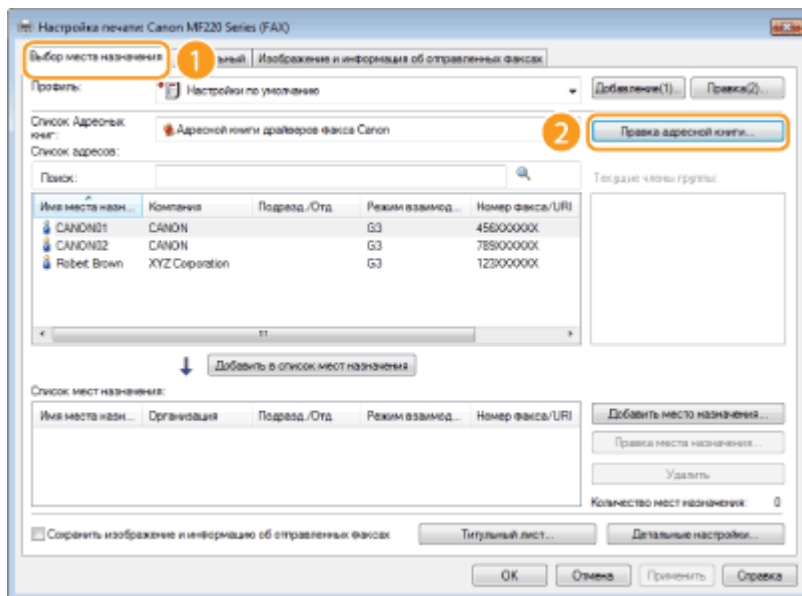 Настройка печати: Canon MF220 Series (FAX)
Выбор места назначения 1 ьный Изображение и информация об отправленных факсах
Профиль: Настройки по умолчанию Добавление(1)... Правка(2)...
Список Адресных книг: Адресной книги драйверов факса Canon 2 Правка адресной книги...
Список адресов:
Поиск: Текущие члены группы:
Имя места назн... Компания Подразд./Отд. Режим взаимод... Номер факса/URI
CANON01 CANON G3 456XXXXXXX
CANON02 CANON G3 789XXXXXXX
Robert Brown XYZ Corporation G3 123XXXXXXX
Добавить в список мест назначения
Список мест назначения:
Имя места назн... Организация Подразд./Отд. Режим взаимод... Номер факса/URI
Добавить место назначения...
Правка места назначения...
Удалить
Количество мест назначения: 0
Сохранить изображение и информацию об отправленных факсах Титульный лист... Детальные настройки...
OK Отмена Применить Справка